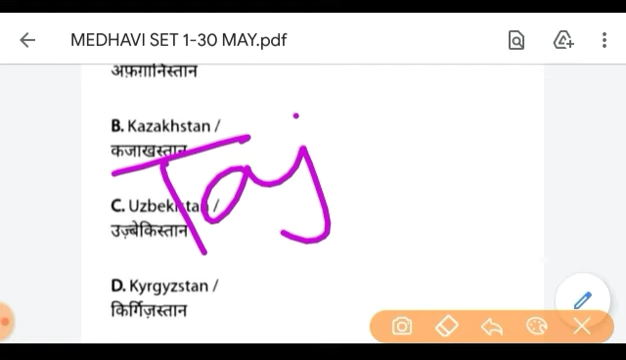 MEDHAVI SET 1-30 MAY.pdf
अफ़ग़ानिस्तान
B. Kazakhstan /
कजाखस्तान
Taj
C. Uzbekistan /
उज़्बेकिस्तान
D. Kyrgyzstan /
किर्गिज़स्तान